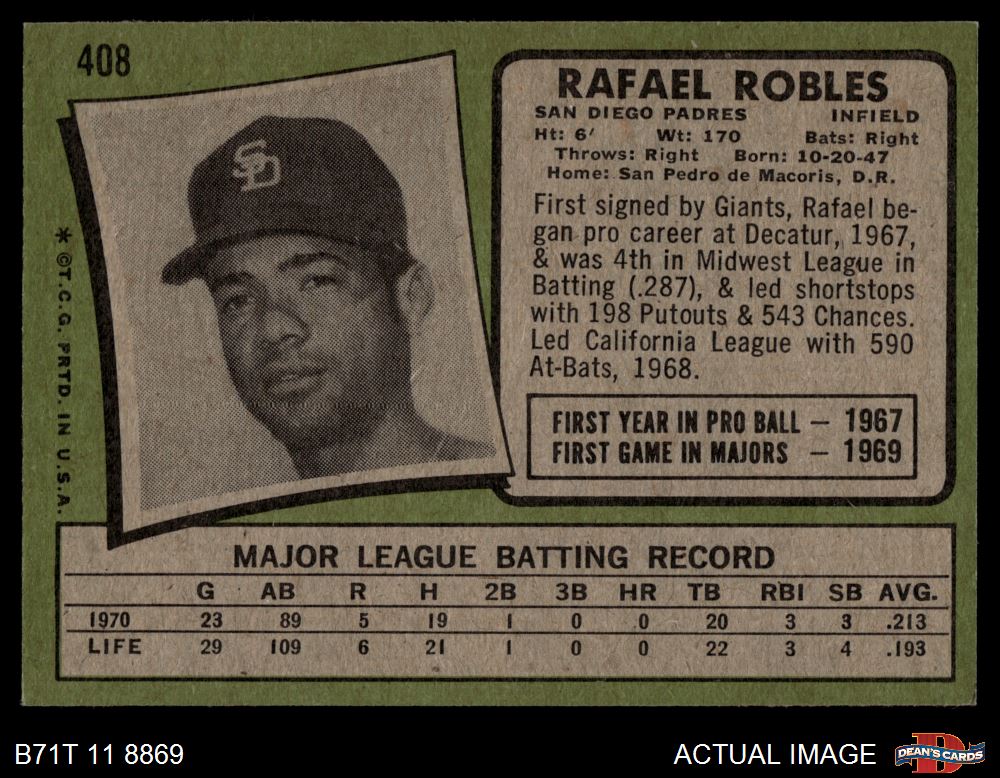 408
RAFAEL ROBLES
SAN DIEGO PADRES INFIELD
Ht: 6' Wt: 170 Bats: Right
Throws: Right Born: 10-20-47
Home: San Pedro de Macoris, D.R.
First signed by Giants, Rafael be-
gan pro career at Decatur, 1967,
& was 4th in Midwest League in
Batting (.287), & led shortstops
with 198 Putouts & 543 Chances.
Led California League with 590
At-Bats, 1968.
FIRST YEAR IN PRO BALL — 1967
FIRST GAME IN MAJORS — 1969
SD
* ©T.C.G. PRTD. IN U.S.A.
MAJOR LEAGUE BATTING RECORD
G AB R H 2B 3B HR TB RBI SB AVG.
1970 23 89 5 19 1 0 0 20 3 3 .213
LIFE 29 109 6 21 1 0 0 22 3 4 .193
B71T 11 8869
ACTUAL IMAGE
D
DEAN'S CARDS